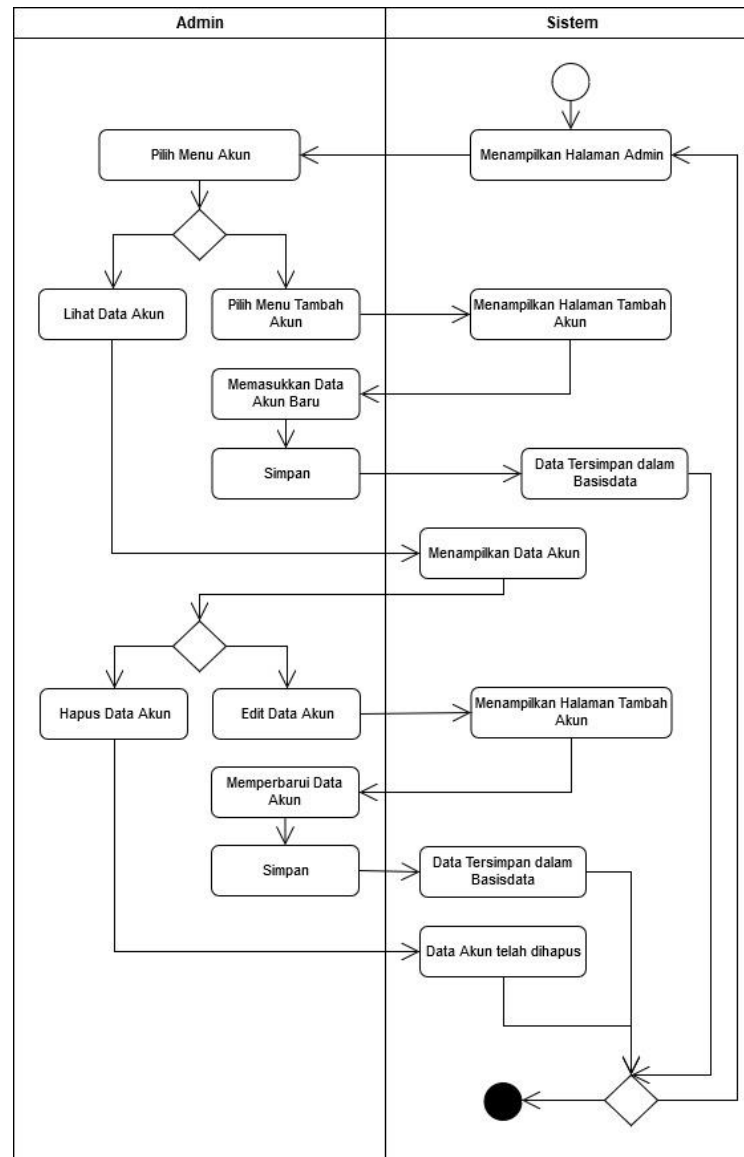 Admin
Sistem
Pilih Menu Akun
Menampilkan Halaman Admin
Lihat Data Akun
Pilih Menu Tambah
Akun
Menampilkan Halaman Tambah
Akun
Memasukkan Data
Akun Baru
Simpan
Data Tersimpan dalam
Basisdata
Menampilkan Data Akun
Hapus Data Akun
Edit Data Akun
Menampilkan Halaman Tambah
Akun
Memperbarui Data
Akun
Simpan
Data Tersimpan dalam
Basisdata
Data Akun telah dihapus